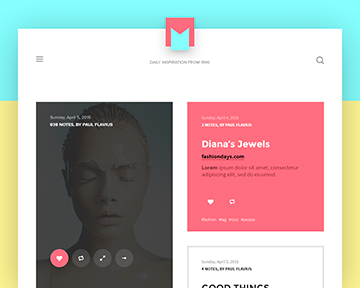 DAILY INSPIRATION FROM 1990
Sunday, April 5, 2015
838 NOTES, BY PAUL FLAVIUS
Sunday, April 4, 2015
3 NOTES, BY PAUL FLAVIUS
Diana's Jewels
fashiondays.com
Lorem ipsum dolor sit amet, consectetur
adipiscing elit, sed do eiusmod.
#fashion #tag #cool #people
Sunday, April 3, 2015
4 NOTES, BY PAUL FLAVIUS
GOOD THINGS